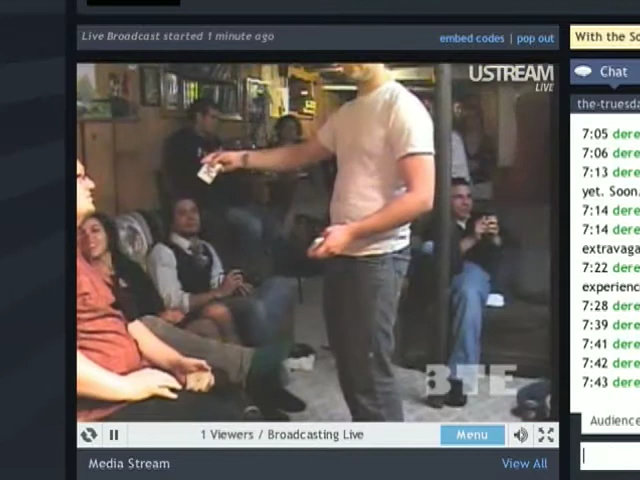 Live Broadcast started 1 minute ago
embed codes | pop out
With the So
Chat
the-truesda
USTREAM
LIVE
7:05 dere
7:06 dere
7:13 dere
yet. Soon
7:14 dere
7:14 dere
extravaga
7:22 dere
experienc
7:28 dere
7:39 dere
7:41 dere
7:42 dere
7:43 dere
BTE
Audience
1 Viewers / Broadcasting Live
Menu
Media Stream
View All